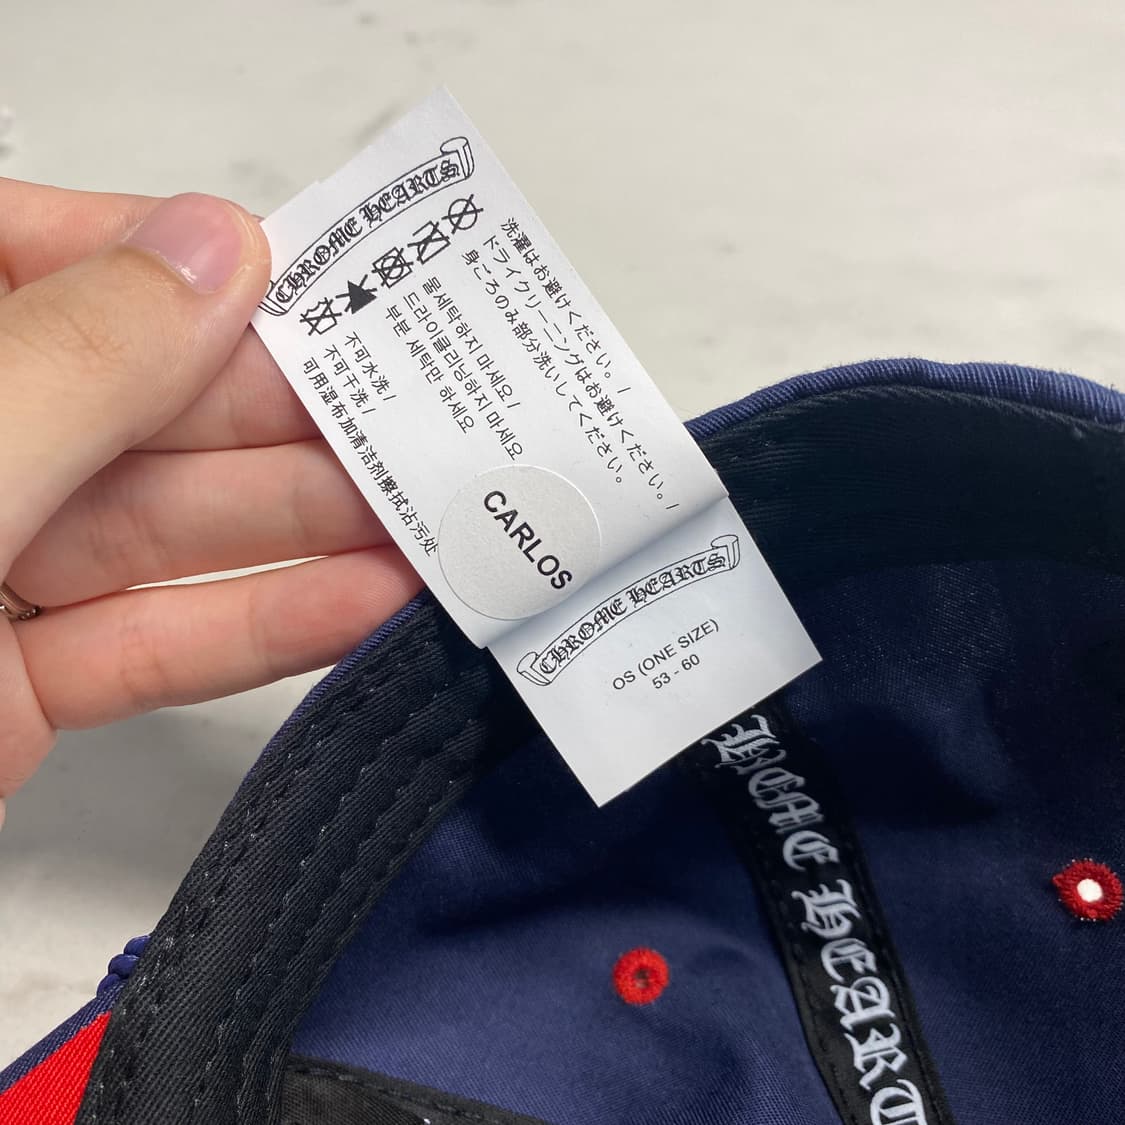 CHROME HEARTS
洗濯はお避けください。/
ドライクリーニングはお避けください。/
身ごろのみ部分洗いしてください。
물세탁하지 마세요/
드라이클리닝하지 마세요
부분 세탁만 하세요
不可水洗/
不可干洗/
可用湿布加清洁剂擦拭沾污处
CARLOS
CHROME HEARTS
OS (ONE SIZE)
53 - 60
HEART